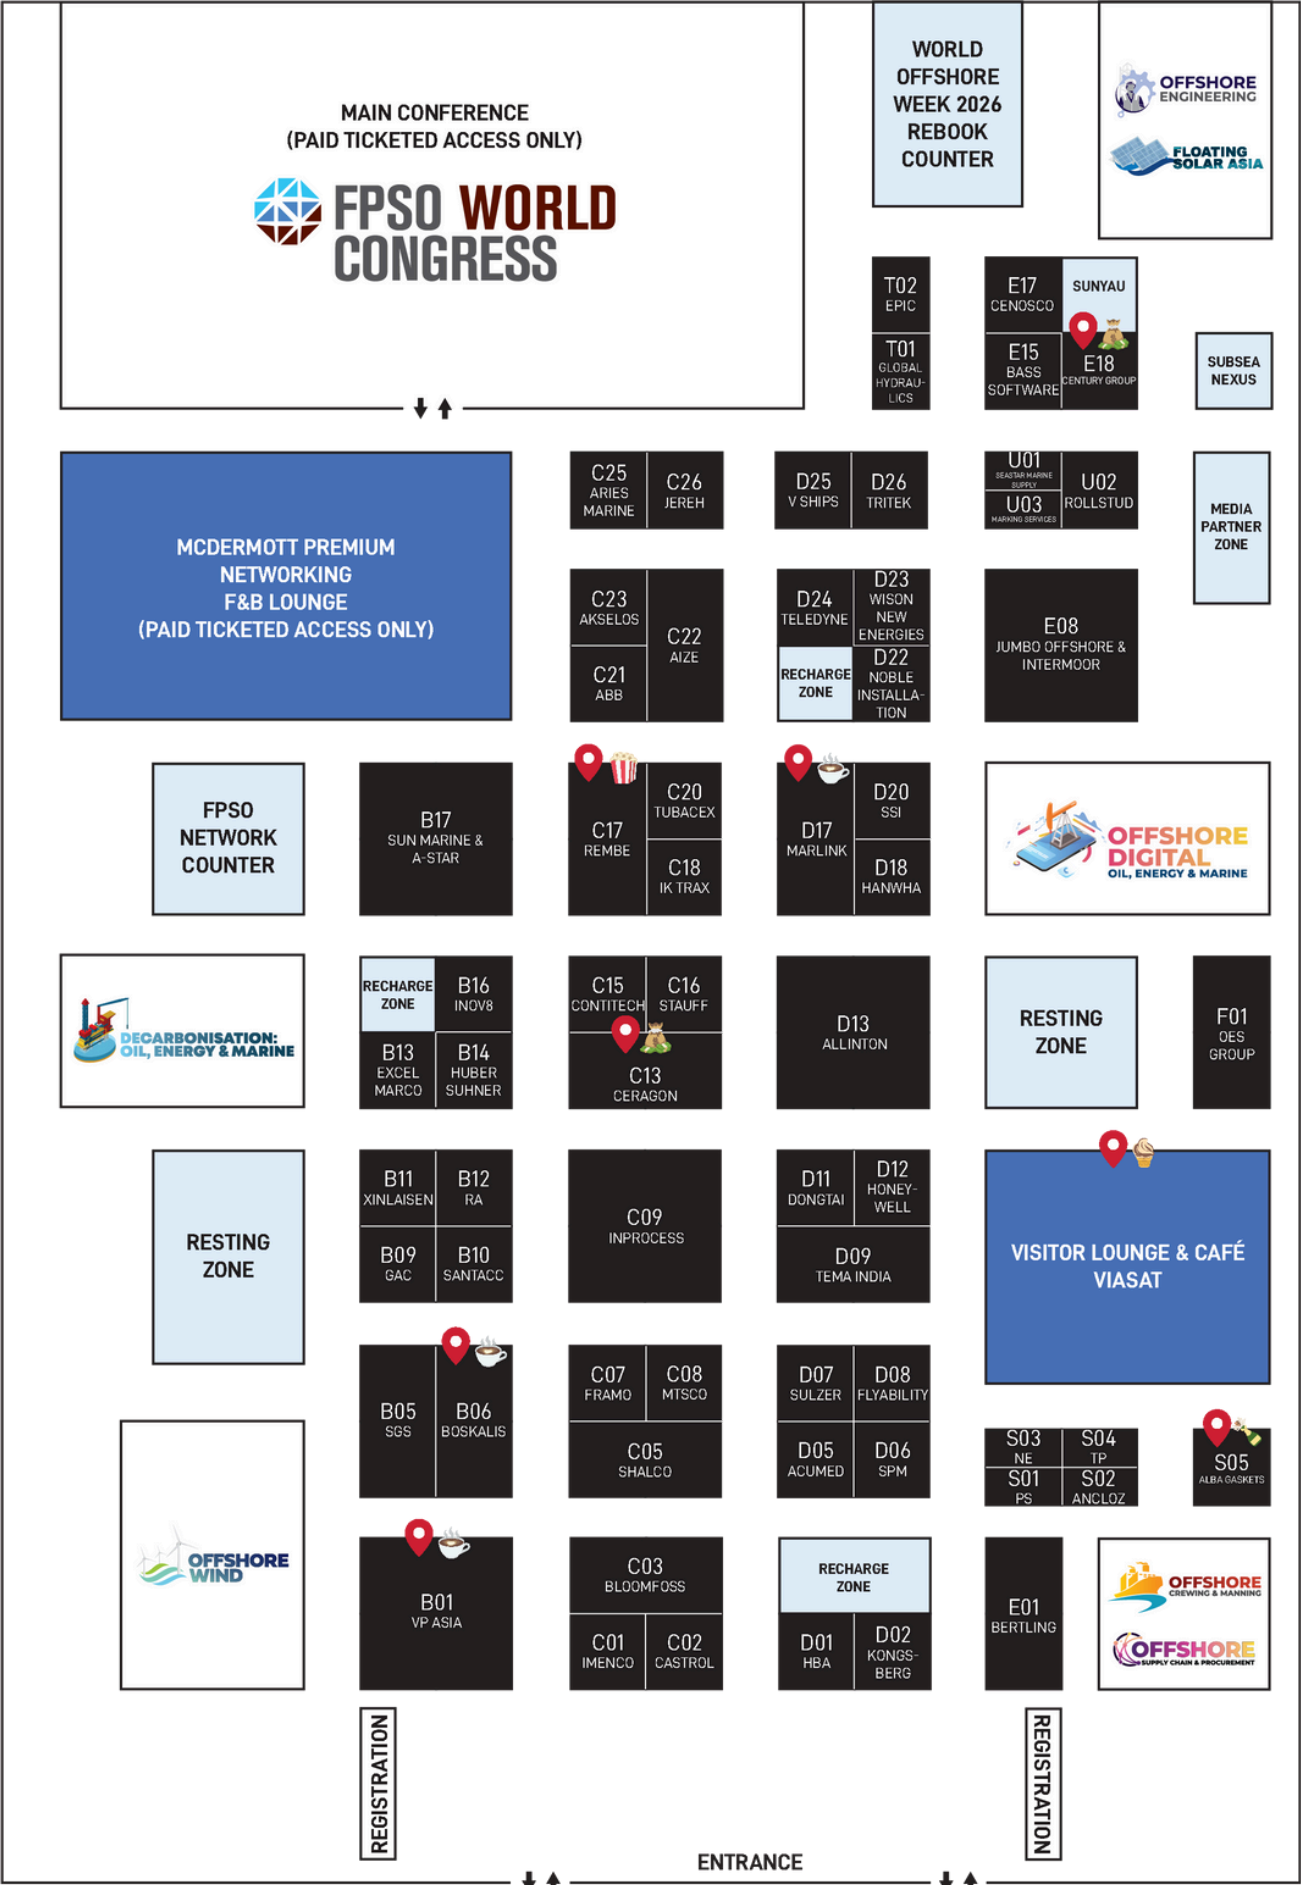 MAIN CONFERENCE
(PAID TICKETED ACCESS ONLY)
FPSO WORLD
CONGRESS
WORLD
OFFSHORE
WEEK 2026
REBOOK
COUNTER
OFFSHORE
ENGINEERING
FLOATING
SOLAR ASIA
T02
EPIC
T01
GLOBAL
HYDRAU-
LICS
E17
CENOSCO
SUNYAU
E15
BASS
SOFTWARE
E18
CENTURY GROUP
SUBSEA
NEXUS
MCDERMOTT PREMIUM
NETWORKING
F&B LOUNGE
(PAID TICKETED ACCESS ONLY)
C25
ARIES
MARINE
C26
JEREH
D25
V SHIPS
D26
TRITEK
U01
SEASTAR MARINE
SUPPLY
U03
MARKING SERVICES
U02
ROLLSTUD
MEDIA
PARTNER
ZONE
C23
AKSELOS
C21
ABB
C22
AIZE
D24
TELEDYNE
D23
WISON
NEW
ENERGIES
RECHARGE
ZONE
D22
NOBLE
INSTALLA-
TION
E08
JUMBO OFFSHORE &
INTERMOOR
FPSO
NETWORK
COUNTER
B17
SUN MARINE &
A-STAR
C17
REMBE
C20
TUBACEX
C18
IK TRAX
D17
MARLINK
D20
SSI
D18
HANWHA
OFFSHORE
DIGITAL
OIL, ENERGY & MARINE
DECARBONISATION:
OIL, ENERGY & MARINE
RECHARGE
ZONE
B16
INOV8
B13
EXCEL
MARCO
B14
HUBER
SUHNER
C15
CONTITECH
C16
STAUFF
C13
CERAGON
D13
ALLINTON
RESTING
ZONE
F01
OES
GROUP
RESTING
ZONE
B11
XINLAISEN
B12
RA
B09
GAC
B10
SANTACC
C09
INPROCESS
D11
DONGTAI
D12
HONEY-
WELL
D09
TEMA INDIA
VISITOR LOUNGE & CAFÉ
VIASAT
B05
SGS
B06
BOSKALIS
C07
FRAMO
C08
MTSCO
C05
SHALCO
D07
SULZER
D08
FLYABILITY
D05
ACUMED
D06
SPM
S03
NE
S04
TP
S01
PS
S02
ANCLOZ
S05
ALBA GASKETS
OFFSHORE
WIND
B01
VP ASIA
C03
BLOOMFOSS
C01
IMENCO
C02
CASTROL
RECHARGE
ZONE
D01
HBA
D02
KONGS-
BERG
E01
BERTLING
OFFSHORE
CREWING & MANNING
OFFSHORE
SUPPLY CHAIN & PROCUREMENT
REGISTRATION
REGISTRATION
ENTRANCE